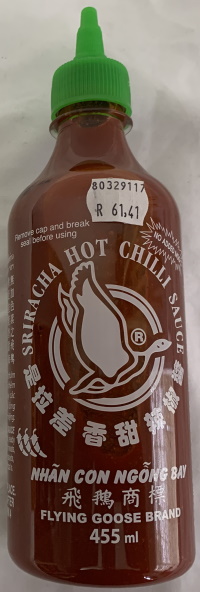 80329117
R 61.41
Remove cap and break
seal before using
NO ADDED MSG
SRIRACHA HOT CHILLI SAUCE
是拉差香甜辣椒醬
NHÃN CON NGỖNG BAY
飛鵝商標
FLYING GOOSE BRAND
455 ml